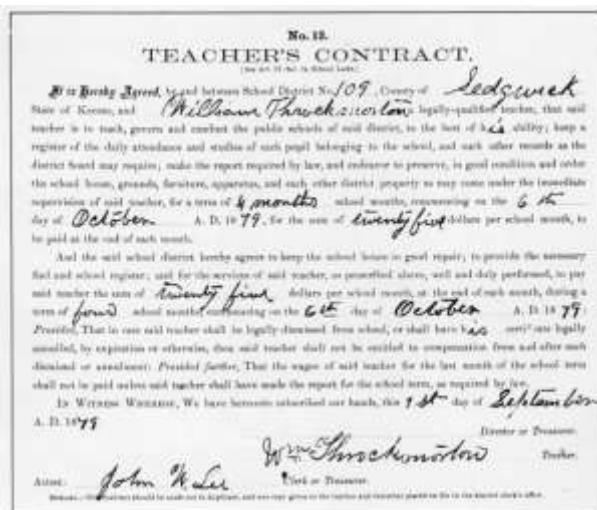 No. 13.
TEACHER'S CONTRACT.
It is Hereby Agreed, by and between School District No. 109, County of Sedgwick
State of Kansas, and William Throckmorton a legally-qualified teacher, that said
teacher is to teach, govern and conduct the public schools of said district, to the best of his ability; keep a
register of the daily attendance and studies of each pupil belonging to the school, and such other records as the
district board may require; make the report required by law, and endeavor to preserve, in good condition and order
the school house, grounds, furniture, apparatus, and such other district property as may come under the immediate
supervision of said teacher, for a term of 4 months school months, commencing on the 6th
day of October A. D. 1879, for the sum of twenty five dollars per school month, to
be paid at the end of each month.
And the said school district hereby agrees to keep the school house in good repair; to provide the necessary
fuel and school register; and for the services of said teacher, as prescribed above, well and duly performed, to pay
said teacher the sum of twenty five dollars per school month, at the end of each month, during a
term of four school months commencing on the 6th day of October A. D. 1879
Provided, That in case said teacher shall be legally dismissed from school, or shall have his certificate legally
annulled, by expiration or otherwise, then said teacher shall not be entitled to compensation from and after such
dismissal or annulment: Provided further, That the wages of said teacher for the last month of the school term
shall not be paid unless said teacher shall have made the report for the school term, as required by law.
IN WITNESS WHEREOF, We have hereunto subscribed our hands, this 1st day of September
A. D. 1879
Director or Treasurer.
Wm Throckmorton Teacher.
Attest: John W. Lee Clerk or Treasurer.